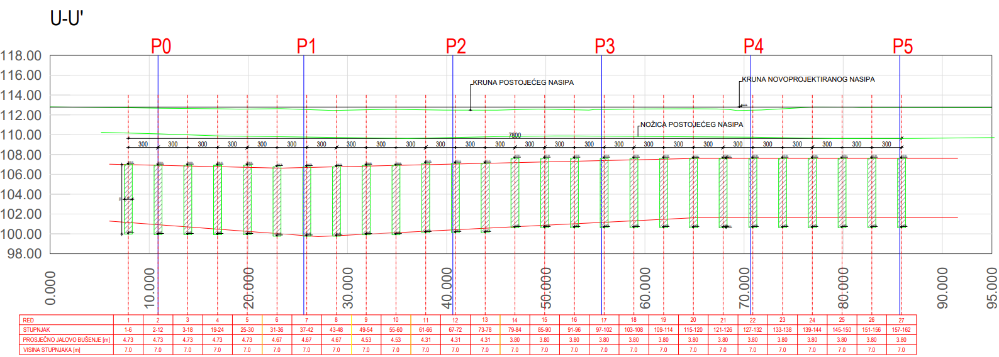 U-U'
P0 P1 P2 P3 P4 P5
118.00
116.00
KRUNA POSTOJEĆEG NASIPA KRUNA NOVOPROJEKTIRANOG NASIPA
114.00
112.00
NOŽICA POSTOJEĆEG NASIPA
110.00
7800
300 300 300 300 300 300 300 300 300 300 300 300 300 300 300 300 300 300 300 300 300 300 300 300 300 300
108.00
106.00
104.00
102.00
100.00
98.00
0.000 10.000 20.000 30.000 40.000 50.000 60.000 70.000 80.000 90.000 95.000
RED 1 2 3 4 5 6 7 8 9 10 11 12 13 14 15 16 17 18 19 20 21 22 23 24 25 26 27
STUPNJAK 1-6 2-12 3-18 19-24 25-30 31-36 37-42 43-48 49-54 55-60 61-66 67-72 73-78 79-84 85-90 91-96 97-102 103-108 109-114 115-120 121-126 127-132 133-138 139-144 145-150 151-156 157-162
PROSJEČNO JALOVO BUŠENJE [m] 4.73 4.73 4.73 4.73 4.73 4.67 4.67 4.67 4.53 4.53 4.31 4.31 4.31 3.80 3.80 3.80 3.80 3.80 3.80 3.80 3.80 3.80 3.80 3.80 3.80 3.80 3.80
VISINA STUPNJAKA [m] 7.0 7.0 7.0 7.0 7.0 7.0 7.0 7.0 7.0 7.0 7.0 7.0 7.0 7.0 7.0 7.0 7.0 7.0 7.0 7.0 7.0 7.0 7.0 7.0 7.0 7.0 7.0